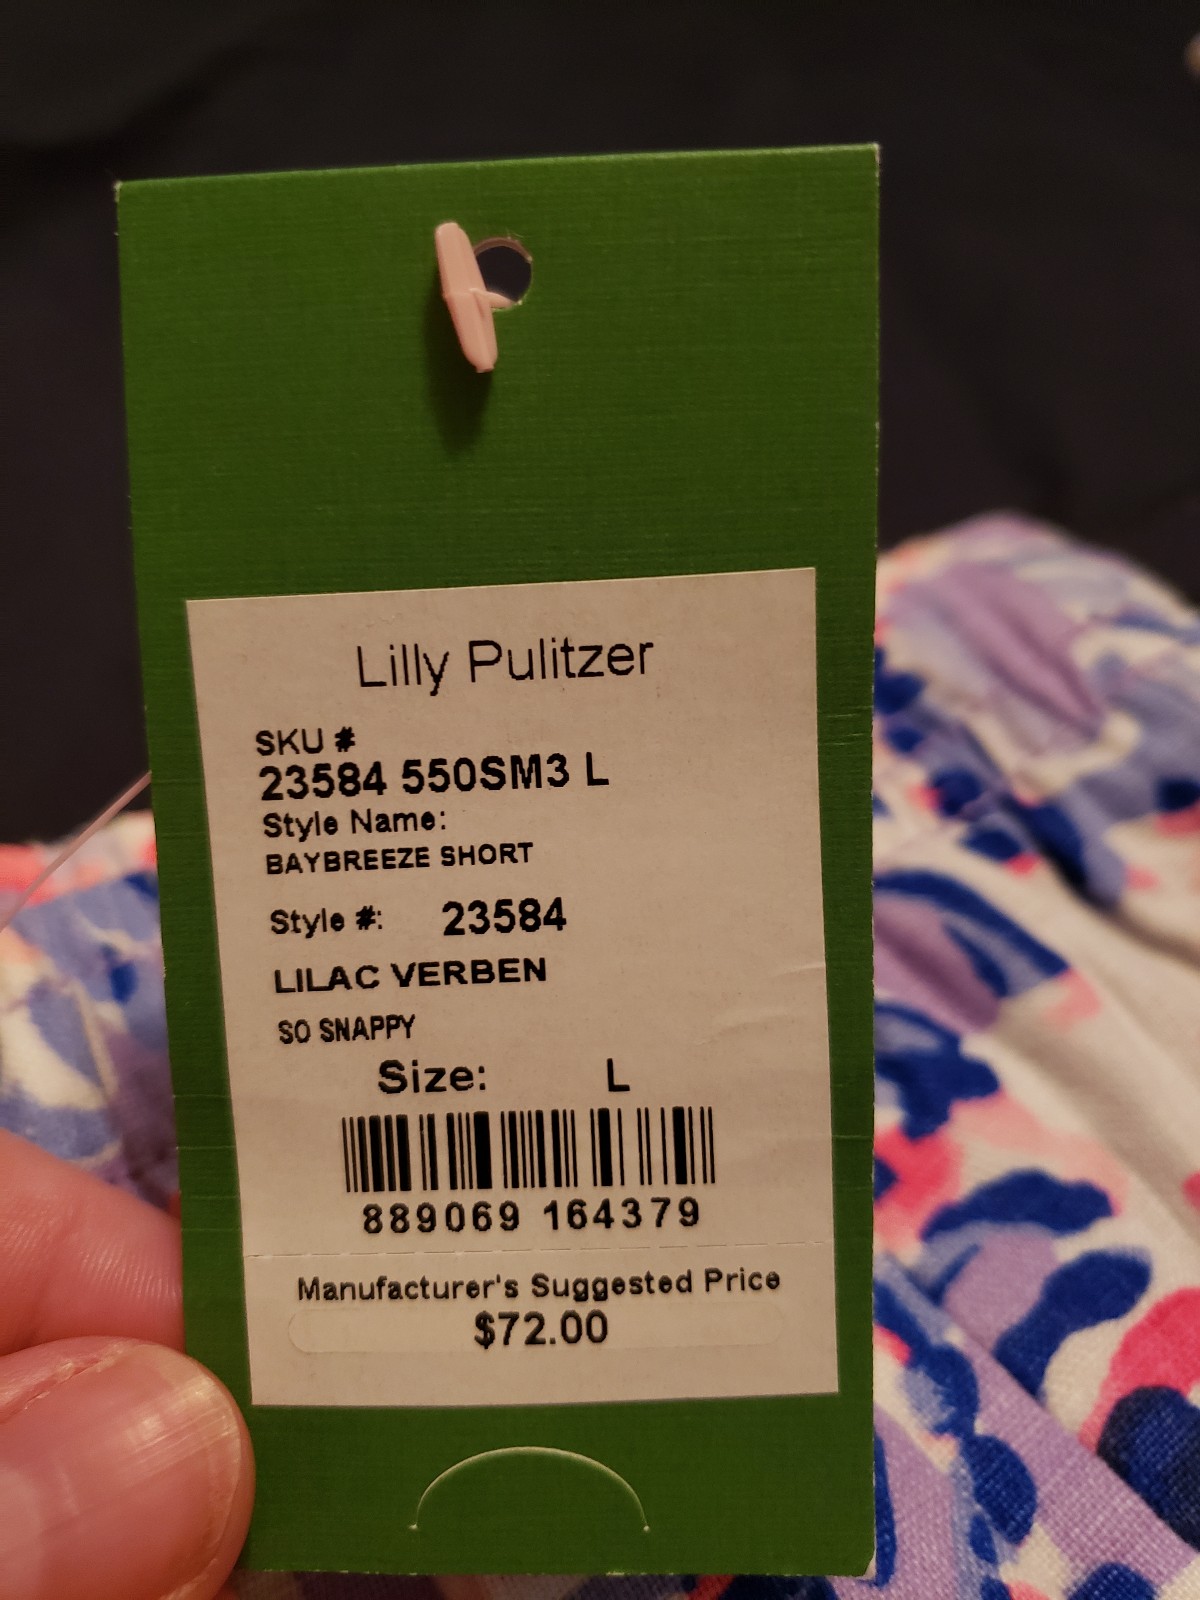 Lilly Pulitzer
SKU #
23584 550SM3 L
Style Name:
BAYBREEZE SHORT
Style #: 23584
LILAC VERBEN
SO SNAPPY
Size: L
889069 164379
Manufacturer's Suggested Price
$72.00